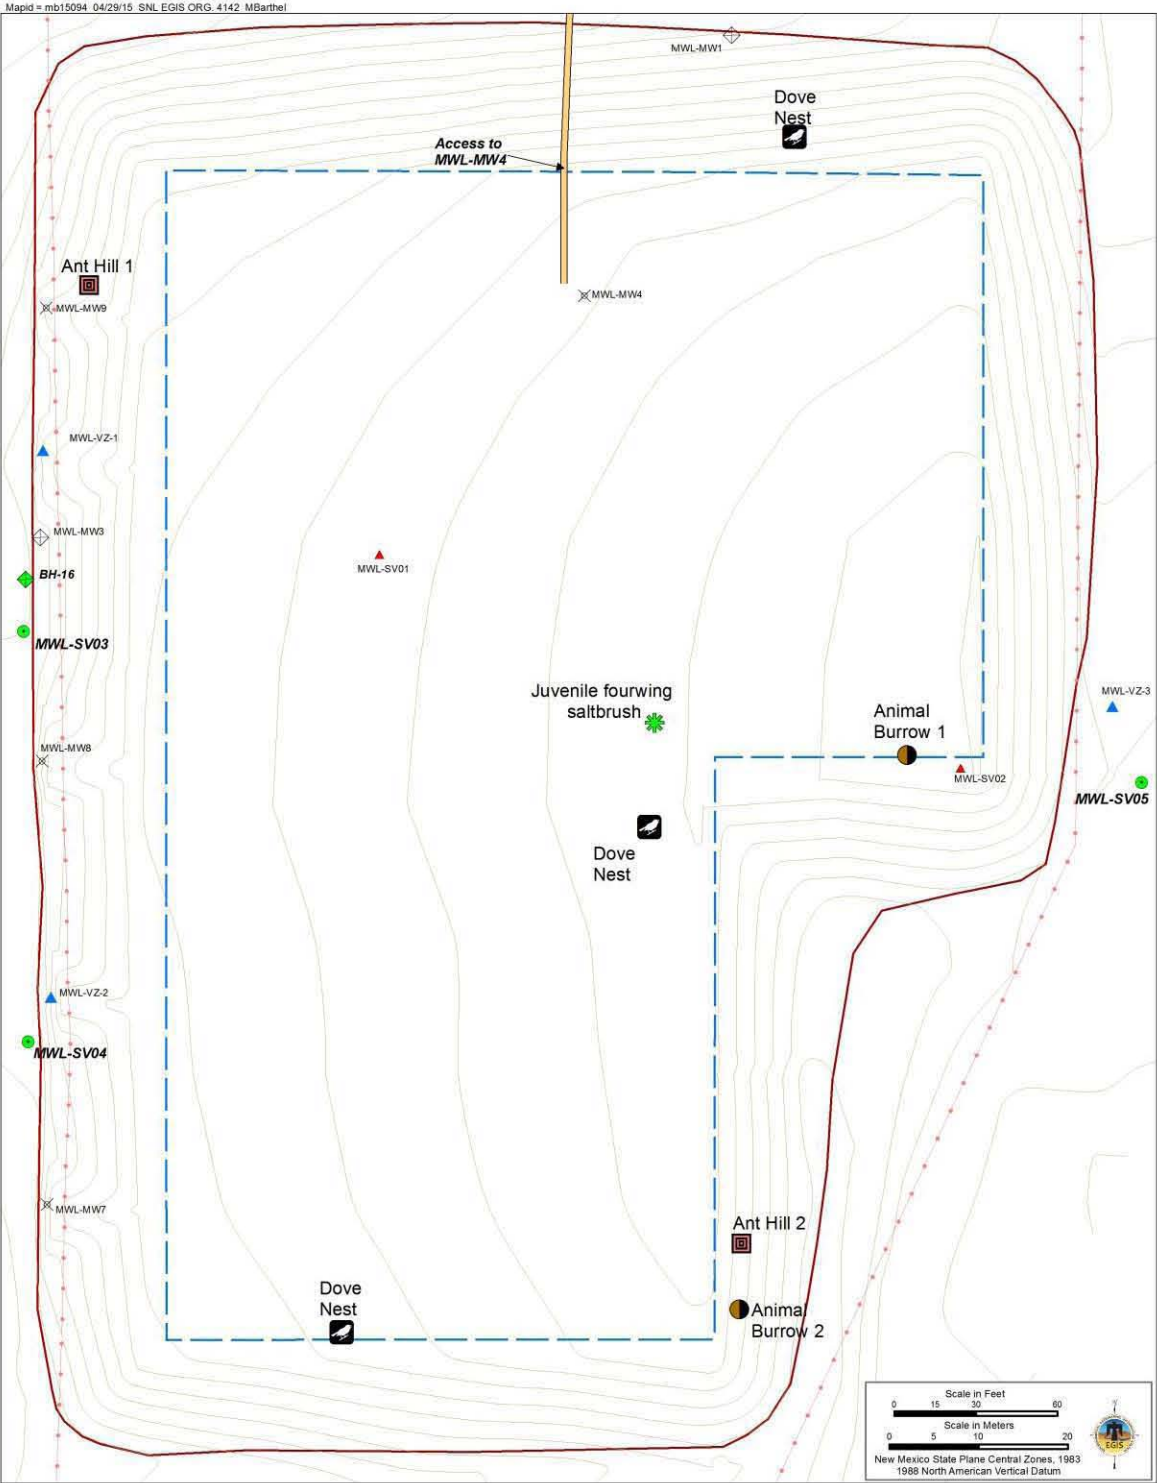 Mapid = mb15094  04/29/15  SNL EGIS ORG. 4142  MBarthel
MWL-MW1
Dove
Nest
Access to
MWL-MW4
Ant Hill 1
MWL-MW4
MWL-MW9
MWL-VZ-1
MWL-MW3
MWL-SV01
BH-16
MWL-SV03
Juvenile fourwing
saltbrush
MWL-VZ-3
Animal
Burrow 1
MWL-MW8
MWL-SV02
MWL-SV05
Dove
Nest
MWL-VZ-2
MWL-SV04
MWL-MW7
Ant Hill 2
Dove
Nest
Animal
Burrow 2
Scale in Feet
0 15 30 60
Scale in Meters
0 5 10 20
EGIS
New Mexico State Plane Central Zones, 1983
1988 North American Vertical Datum